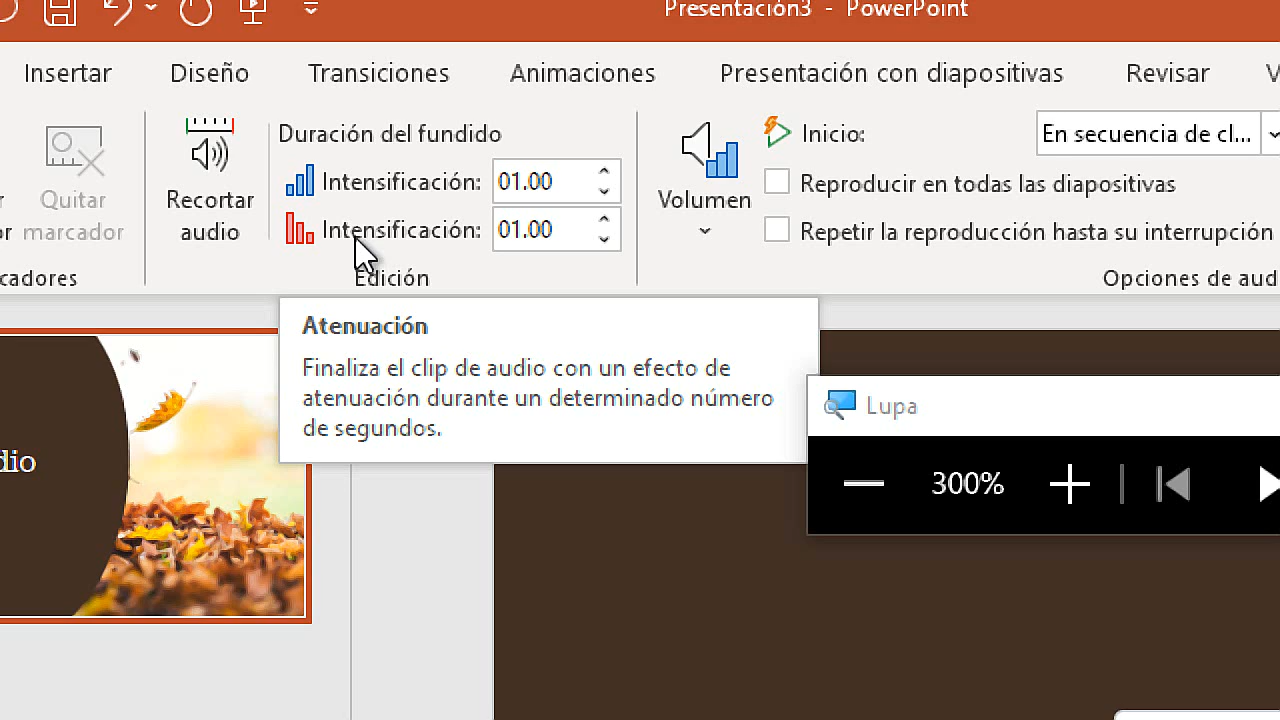 Presentación3 - PowerPoint
Insertar Diseño Transiciones Animaciones Presentación con diapositivas Revisar
Quitar
marcador
Recortar
audio
Duración del fundido
Intensificación: 01.00
Intensificación: 01.00
Edición
Volumen
Inicio: En secuencia de cl...
Reproducir en todas las diapositivas
Repetir la reproducción hasta su interrupción
cadores
Opciones de aud
Atenuación
Finaliza el clip de audio con un efecto de
atenuación durante un determinado número
de segundos.
Lupa
300%
dio